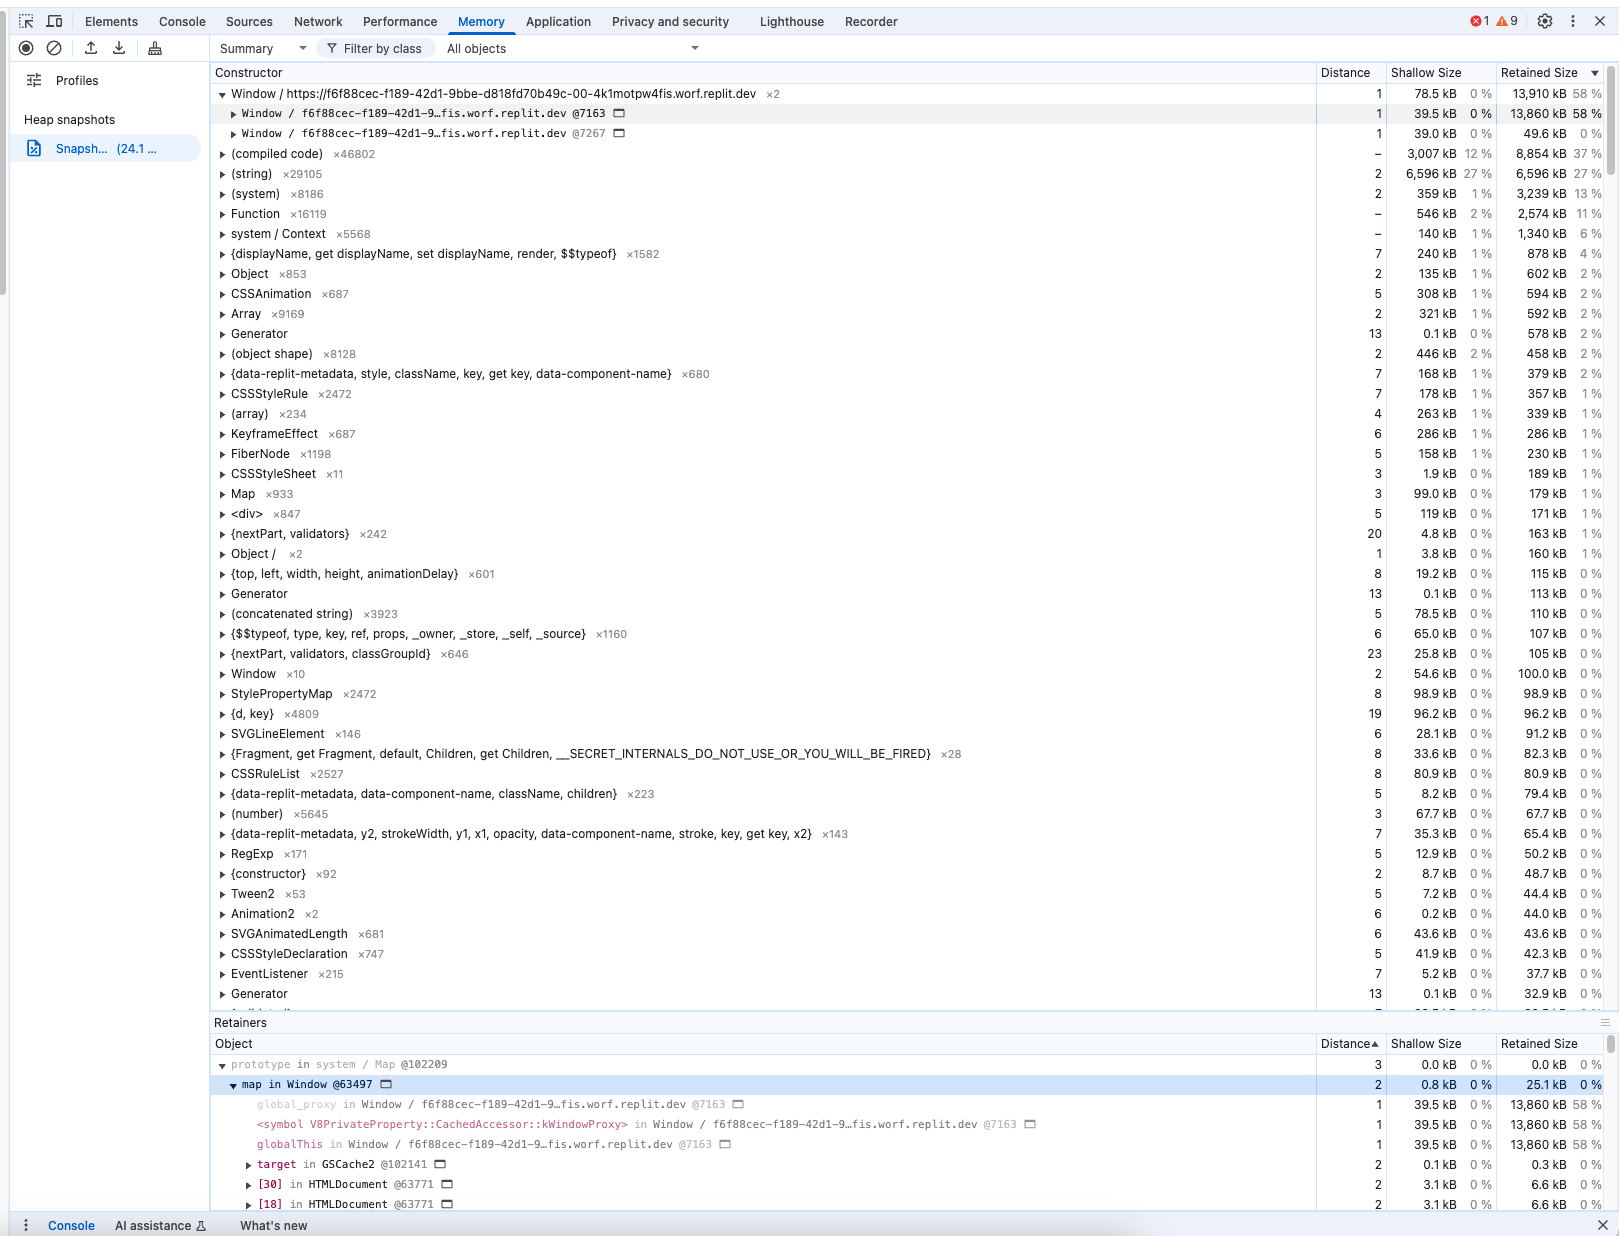 Elements Console Sources Network Performance Memory Application Privacy and security Lighthouse Recorder 1 9
Summary Filter by class All objects
Profiles
Heap snapshots
Snapsh... (24.1 ...
Constructor Distance Shallow Size Retained Size
Window / https://f6f88cec-f189-42d1-9bbe-d818fd70b49c-00-4k1motpw4fis.worf.replit.dev ×2 1 78.5 kB 0 % 13,910 kB 58 %
Window / f6f88cec-f189-42d1-9…fis.worf.replit.dev @7163 1 39.5 kB 0 % 13,860 kB 58 %
Window / f6f88cec-f189-42d1-9…fis.worf.replit.dev @7267 1 39.0 kB 0 % 49.6 kB 0 %
(compiled code) ×46802 – 3,007 kB 12 % 8,854 kB 37 %
(string) ×29105 2 6,596 kB 27 % 6,596 kB 27 %
(system) ×8186 2 359 kB 1 % 3,239 kB 13 %
Function ×16119 – 546 kB 2 % 2,574 kB 11 %
system / Context ×5568 – 140 kB 1 % 1,340 kB 6 %
{displayName, get displayName, set displayName, render, $$typeof} ×1582 7 240 kB 1 % 878 kB 4 %
Object ×853 2 135 kB 1 % 602 kB 2 %
CSSAnimation ×687 5 308 kB 1 % 594 kB 2 %
Array ×9169 2 321 kB 1 % 592 kB 2 %
Generator 13 0.1 kB 0 % 578 kB 2 %
(object shape) ×8128 2 446 kB 2 % 458 kB 2 %
{data-replit-metadata, style, className, key, get key, data-component-name} ×680 7 168 kB 1 % 379 kB 2 %
CSSStyleRule ×2472 7 178 kB 1 % 357 kB 1 %
(array) ×234 4 263 kB 1 % 339 kB 1 %
KeyframeEffect ×687 6 286 kB 1 % 286 kB 1 %
FiberNode ×1198 5 158 kB 1 % 230 kB 1 %
CSSStyleSheet ×11 3 1.9 kB 0 % 189 kB 1 %
Map ×933 3 99.0 kB 0 % 179 kB 1 %
<div> ×847 5 119 kB 0 % 171 kB 1 %
{nextPart, validators} ×242 20 4.8 kB 0 % 163 kB 1 %
Object / ×2 1 3.8 kB 0 % 160 kB 1 %
{top, left, width, height, animationDelay} ×601 8 19.2 kB 0 % 115 kB 0 %
Generator 13 0.1 kB 0 % 113 kB 0 %
(concatenated string) ×3923 5 78.5 kB 0 % 110 kB 0 %
{$$typeof, type, key, ref, props, _owner, _store, _self, _source} ×1160 6 65.0 kB 0 % 107 kB 0 %
{nextPart, validators, classGroupId} ×646 23 25.8 kB 0 % 105 kB 0 %
Window ×10 2 54.6 kB 0 % 100.0 kB 0 %
StylePropertyMap ×2472 8 98.9 kB 0 % 98.9 kB 0 %
{d, key} ×4809 19 96.2 kB 0 % 96.2 kB 0 %
SVGLineElement ×146 6 28.1 kB 0 % 91.2 kB 0 %
{Fragment, get Fragment, default, Children, get Children, __SECRET_INTERNALS_DO_NOT_USE_OR_YOU_WILL_BE_FIRED} ×28 8 33.6 kB 0 % 82.3 kB 0 %
CSSRuleList ×2527 8 80.9 kB 0 % 80.9 kB 0 %
{data-replit-metadata, data-component-name, className, children} ×223 5 8.2 kB 0 % 79.4 kB 0 %
(number) ×5645 3 67.7 kB 0 % 67.7 kB 0 %
{data-replit-metadata, y2, strokeWidth, y1, x1, opacity, data-component-name, stroke, key, get key, x2} ×143 7 35.3 kB 0 % 65.4 kB 0 %
RegExp ×171 5 12.9 kB 0 % 50.2 kB 0 %
{constructor} ×92 2 8.7 kB 0 % 48.7 kB 0 %
Tween2 ×53 5 7.2 kB 0 % 44.4 kB 0 %
Animation2 ×2 6 0.2 kB 0 % 44.0 kB 0 %
SVGAnimatedLength ×681 6 43.6 kB 0 % 43.6 kB 0 %
CSSStyleDeclaration ×747 5 41.9 kB 0 % 42.3 kB 0 %
EventListener ×215 7 5.2 kB 0 % 37.7 kB 0 %
Generator 13 0.1 kB 0 % 32.9 kB 0 %
Retainers
Object Distance Shallow Size Retained Size
prototype in system / Map @102209 3 0.0 kB 0 % 0.0 kB 0 %
map in Window @63497 2 0.8 kB 0 % 25.1 kB 0 %
global_proxy in Window / f6f88cec-f189-42d1-9…fis.worf.replit.dev @7163 1 39.5 kB 0 % 13,860 kB 58 %
<symbol V8PrivateProperty::CachedAccessor::kWindowProxy> in Window / f6f88cec-f189-42d1-9…fis.worf.replit.dev @7163 1 39.5 kB 0 % 13,860 kB 58 %
globalThis in Window / f6f88cec-f189-42d1-9…fis.worf.replit.dev @7163 1 39.5 kB 0 % 13,860 kB 58 %
target in GSCache2 @102141 2 0.1 kB 0 % 0.3 kB 0 %
[30] in HTMLDocument @63771 2 3.1 kB 0 % 6.6 kB 0 %
[18] in HTMLDocument @63771 2 3.1 kB 0 % 6.6 kB 0 %
Console AI assistance What's new